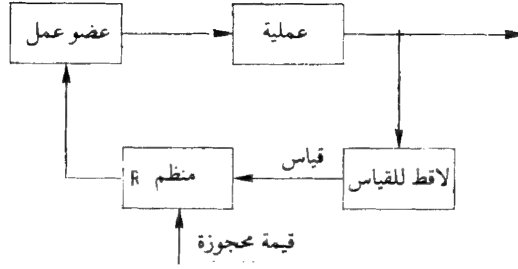 عضو عمل
عملية
قياس
منظم R
لاقط للقياس
قيمة محجوزة